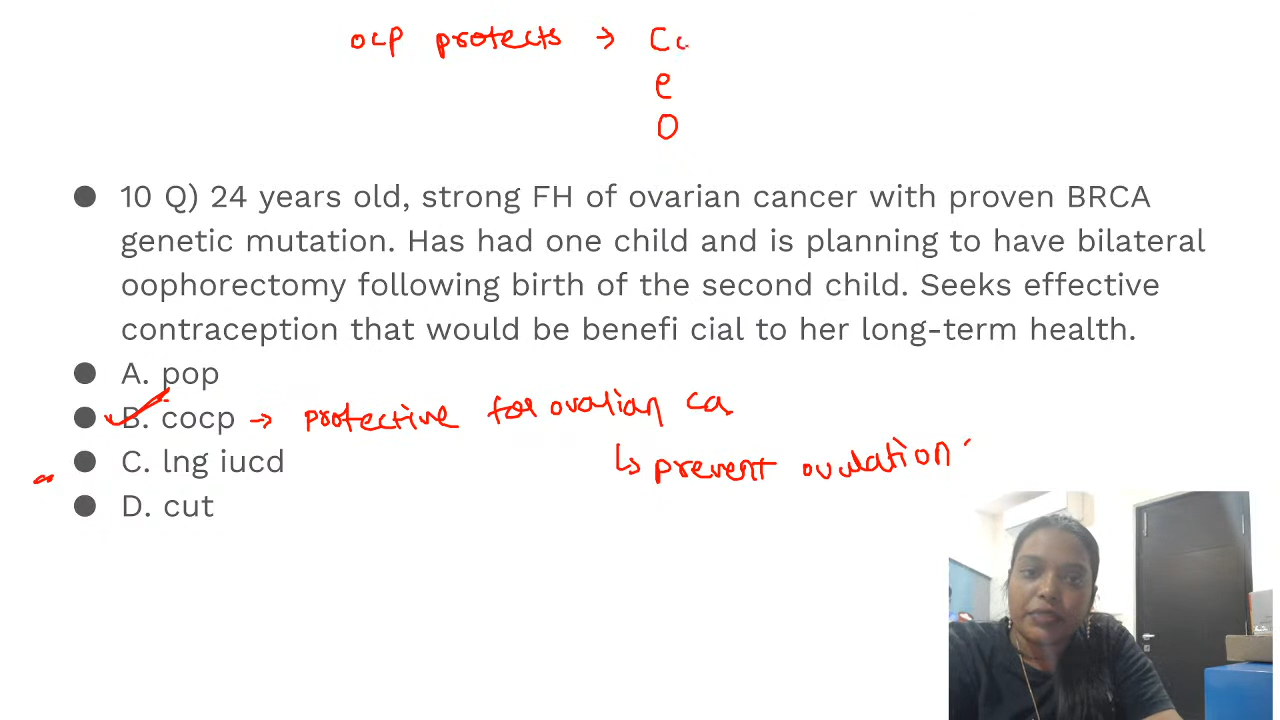 ocp protects → Ca
e
O
● 10 Q) 24 years old, strong FH of ovarian cancer with proven BRCA
genetic mutation. Has had one child and is planning to have bilateral
oophorectomy following birth of the second child. Seeks effective
contraception that would be benefi cial to her long-term health.
● A. pop
● B. cocp → protective for ovarian ca
● C. lng iucd
↳ prevent ovulation
● D. cut